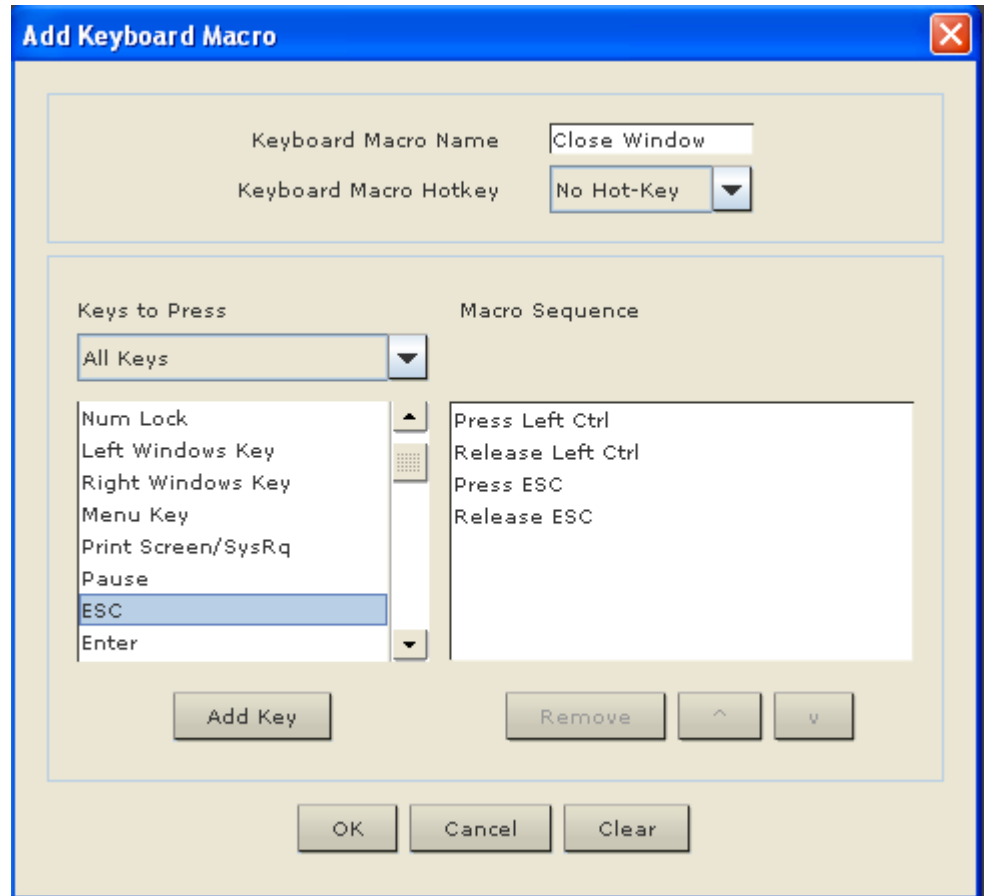 Add Keyboard Macro
Keyboard Macro Name Close Window
Keyboard Macro Hotkey No Hot-Key
Keys to Press
All Keys
Num Lock
Left Windows Key
Right Windows Key
Menu Key
Print Screen/SysRq
Pause
ESC
Enter
Add Key
Macro Sequence
Press Left Ctrl
Release Left Ctrl
Press ESC
Release ESC
Remove ^ v
OK Cancel Clear